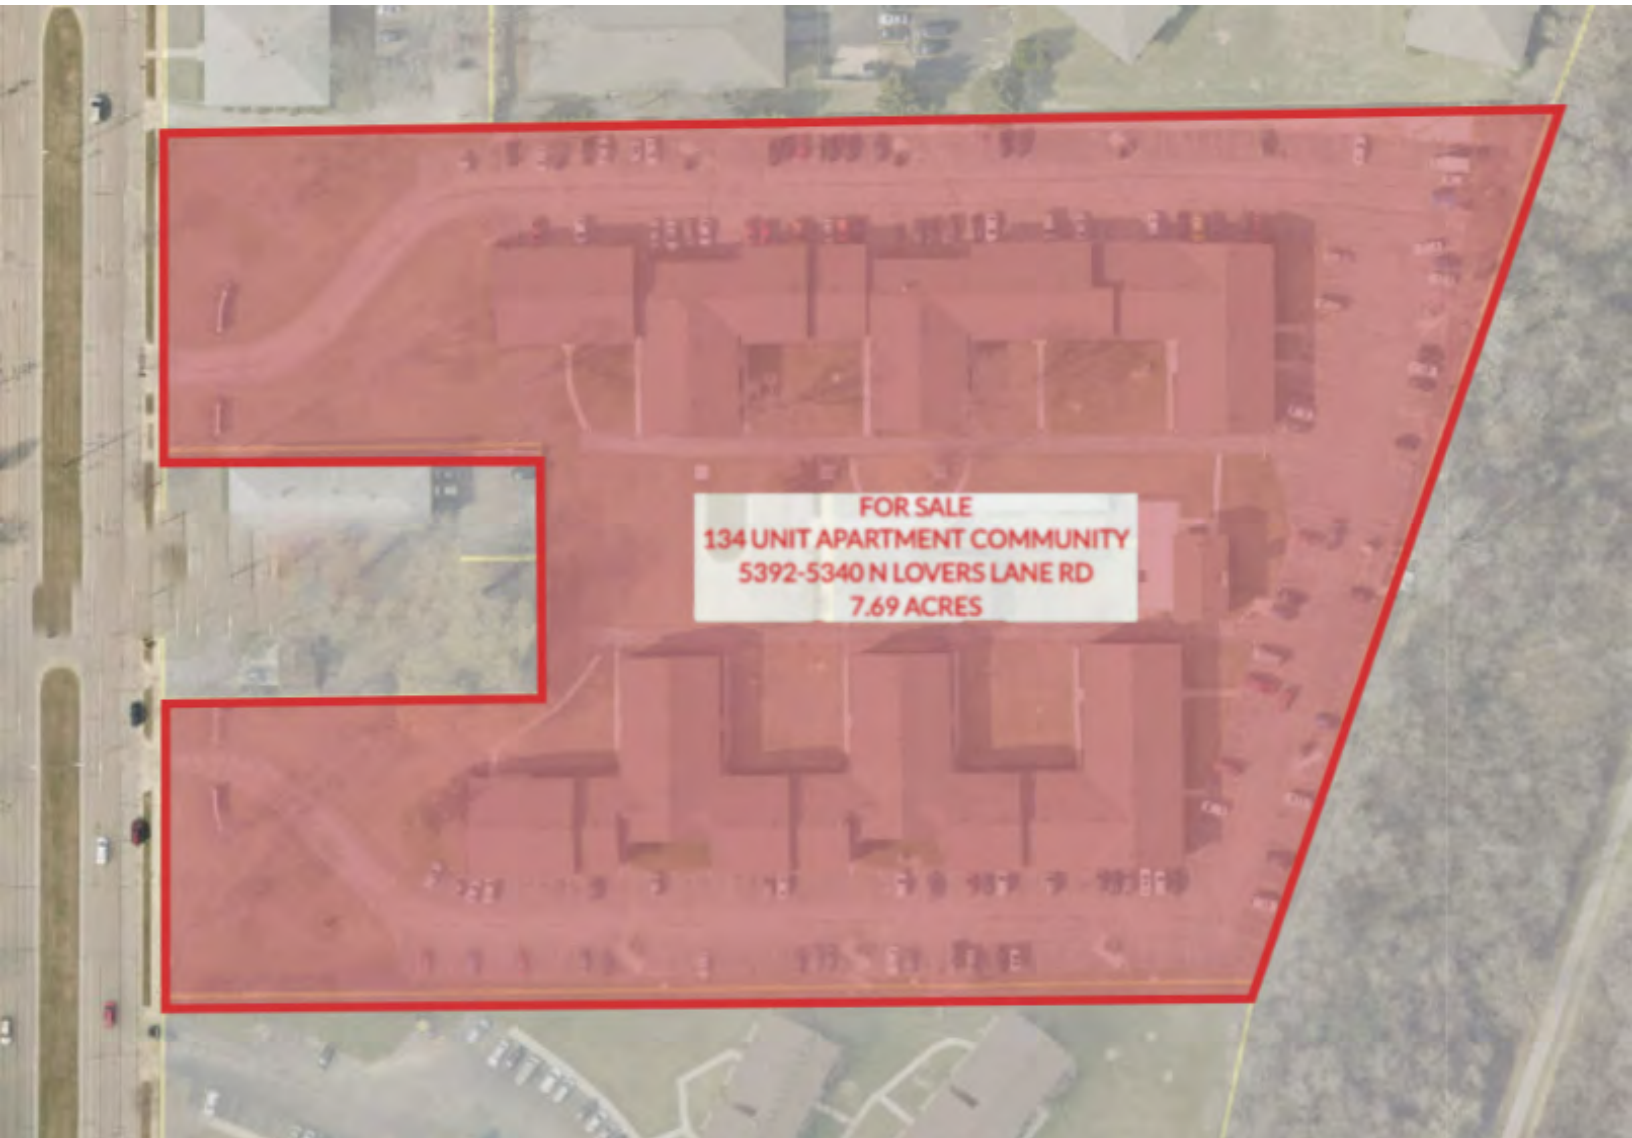 FOR SALE
134 UNIT APARTMENT COMMUNITY
5392-5340 N LOVERS LANE RD
7.69 ACRES